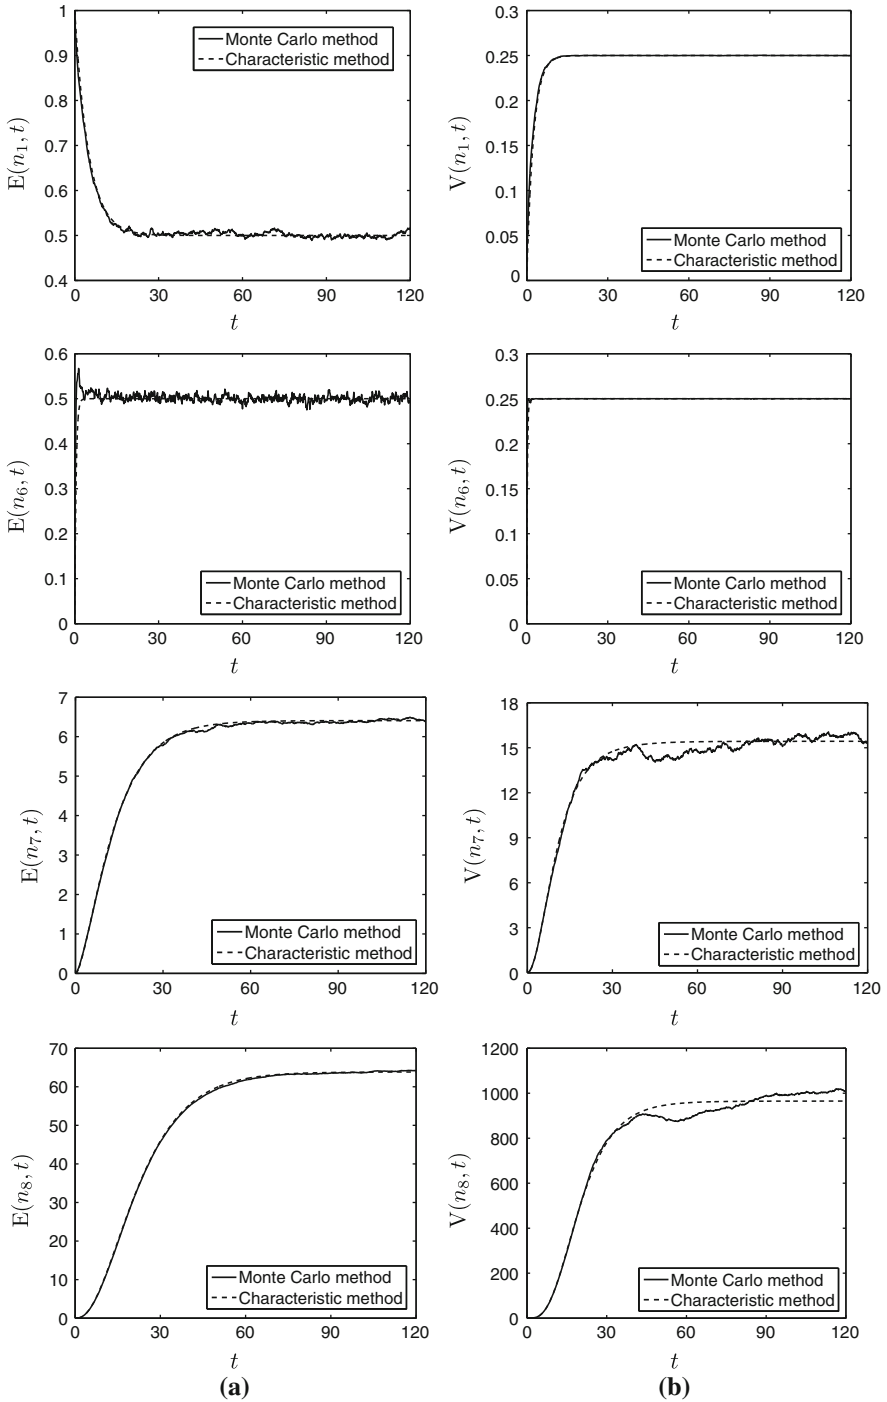 1
0.9
0.8
0.7
0.6
0.5
0.4
0
30
60
90
120
E(n₁, t)
t
Monte Carlo method
Characteristic method
0.3
0.25
0.2
0.15
0.1
0.05
0
0
30
60
90
120
V(n₁, t)
t
Monte Carlo method
Characteristic method
0.6
0.5
0.4
0.3
0.2
0.1
0
0
30
60
90
120
E(n₆, t)
t
Monte Carlo method
Characteristic method
0.3
0.25
0.2
0.15
0.1
0.05
0
0
30
60
90
120
V(n₆, t)
t
Monte Carlo method
Characteristic method
7
6
5
4
3
2
1
0
0
30
60
90
120
E(n₇, t)
t
Monte Carlo method
Characteristic method
18
15
12
9
6
3
0
0
30
60
90
120
V(n₇, t)
t
Monte Carlo method
Characteristic method
70
60
50
40
30
20
10
0
0
30
60
90
120
E(n₈, t)
t
Monte Carlo method
Characteristic method
(a)
1200
1000
800
600
400
200
0
0
30
60
90
120
V(n₈, t)
t
Monte Carlo method
Characteristic method
(b)